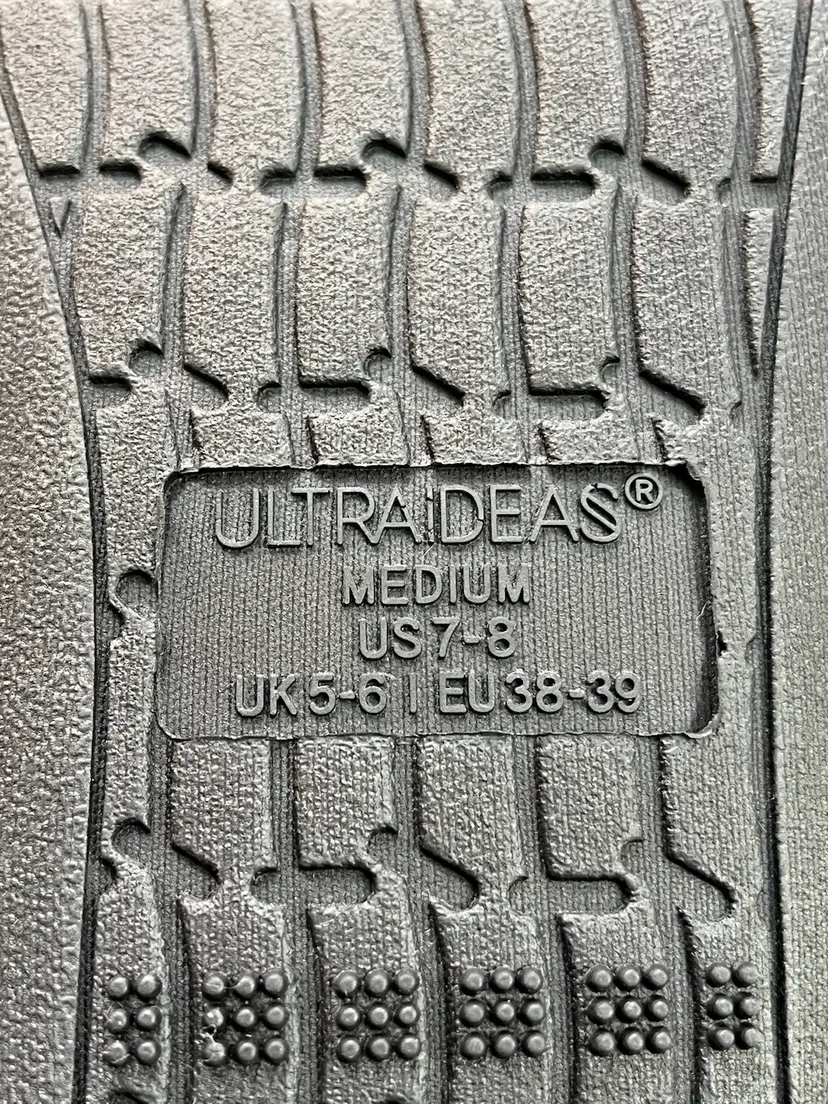 ULTRAIDEAS®
MEDIUM
US 7-8
UK 5-6 | EU 38-39